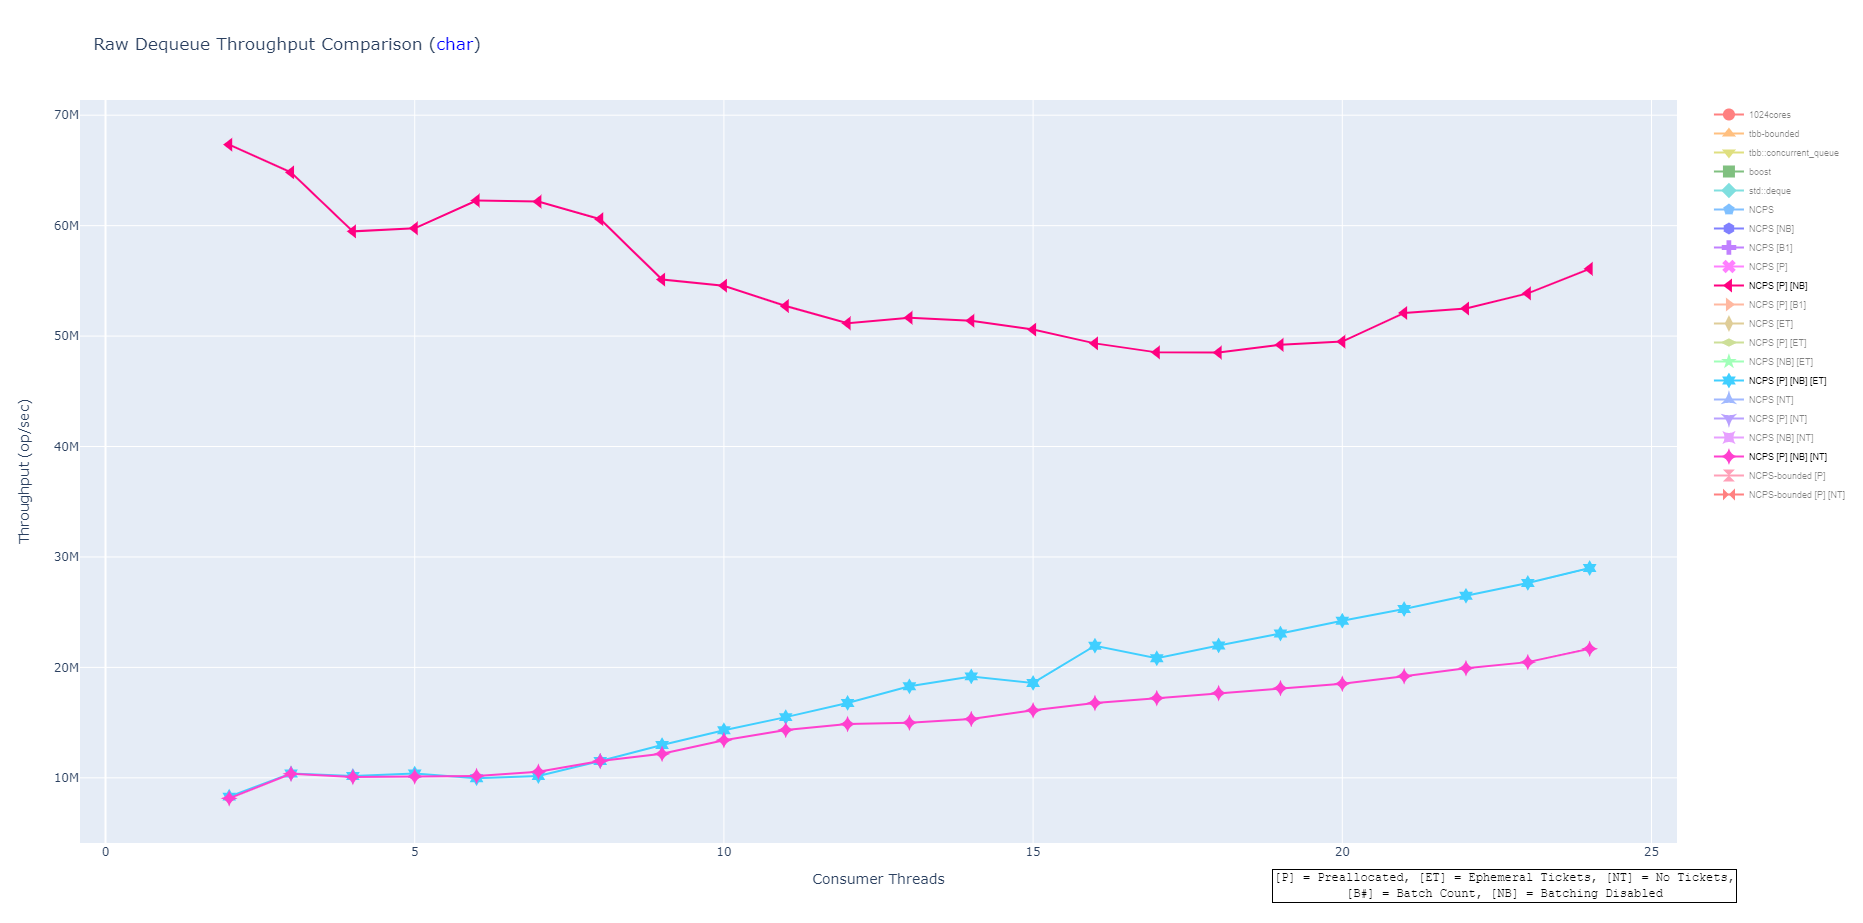 Raw Dequeue Throughput Comparison (char)
70M
60M
50M
40M
30M
20M
10M
Throughput (op/sec)
0
5
10
15
20
25
Consumer Threads
1024cores
tbb-bounded
tbb::concurrent_queue
boost
std::deque
NCPS
NCPS [NB]
NCPS [B1]
NCPS [P]
NCPS [P] [NB]
NCPS [P] [B1]
NCPS [ET]
NCPS [P] [ET]
NCPS [NB] [ET]
NCPS [P] [NB] [ET]
NCPS [NT]
NCPS [P] [NT]
NCPS [NB] [NT]
NCPS [P] [NB] [NT]
NCPS-bounded [P]
NCPS-bounded [P] [NT]
[P] = Preallocated, [ET] = Ephemeral Tickets, [NT] = No Tickets,
[B#] = Batch Count, [NB] = Batching Disabled